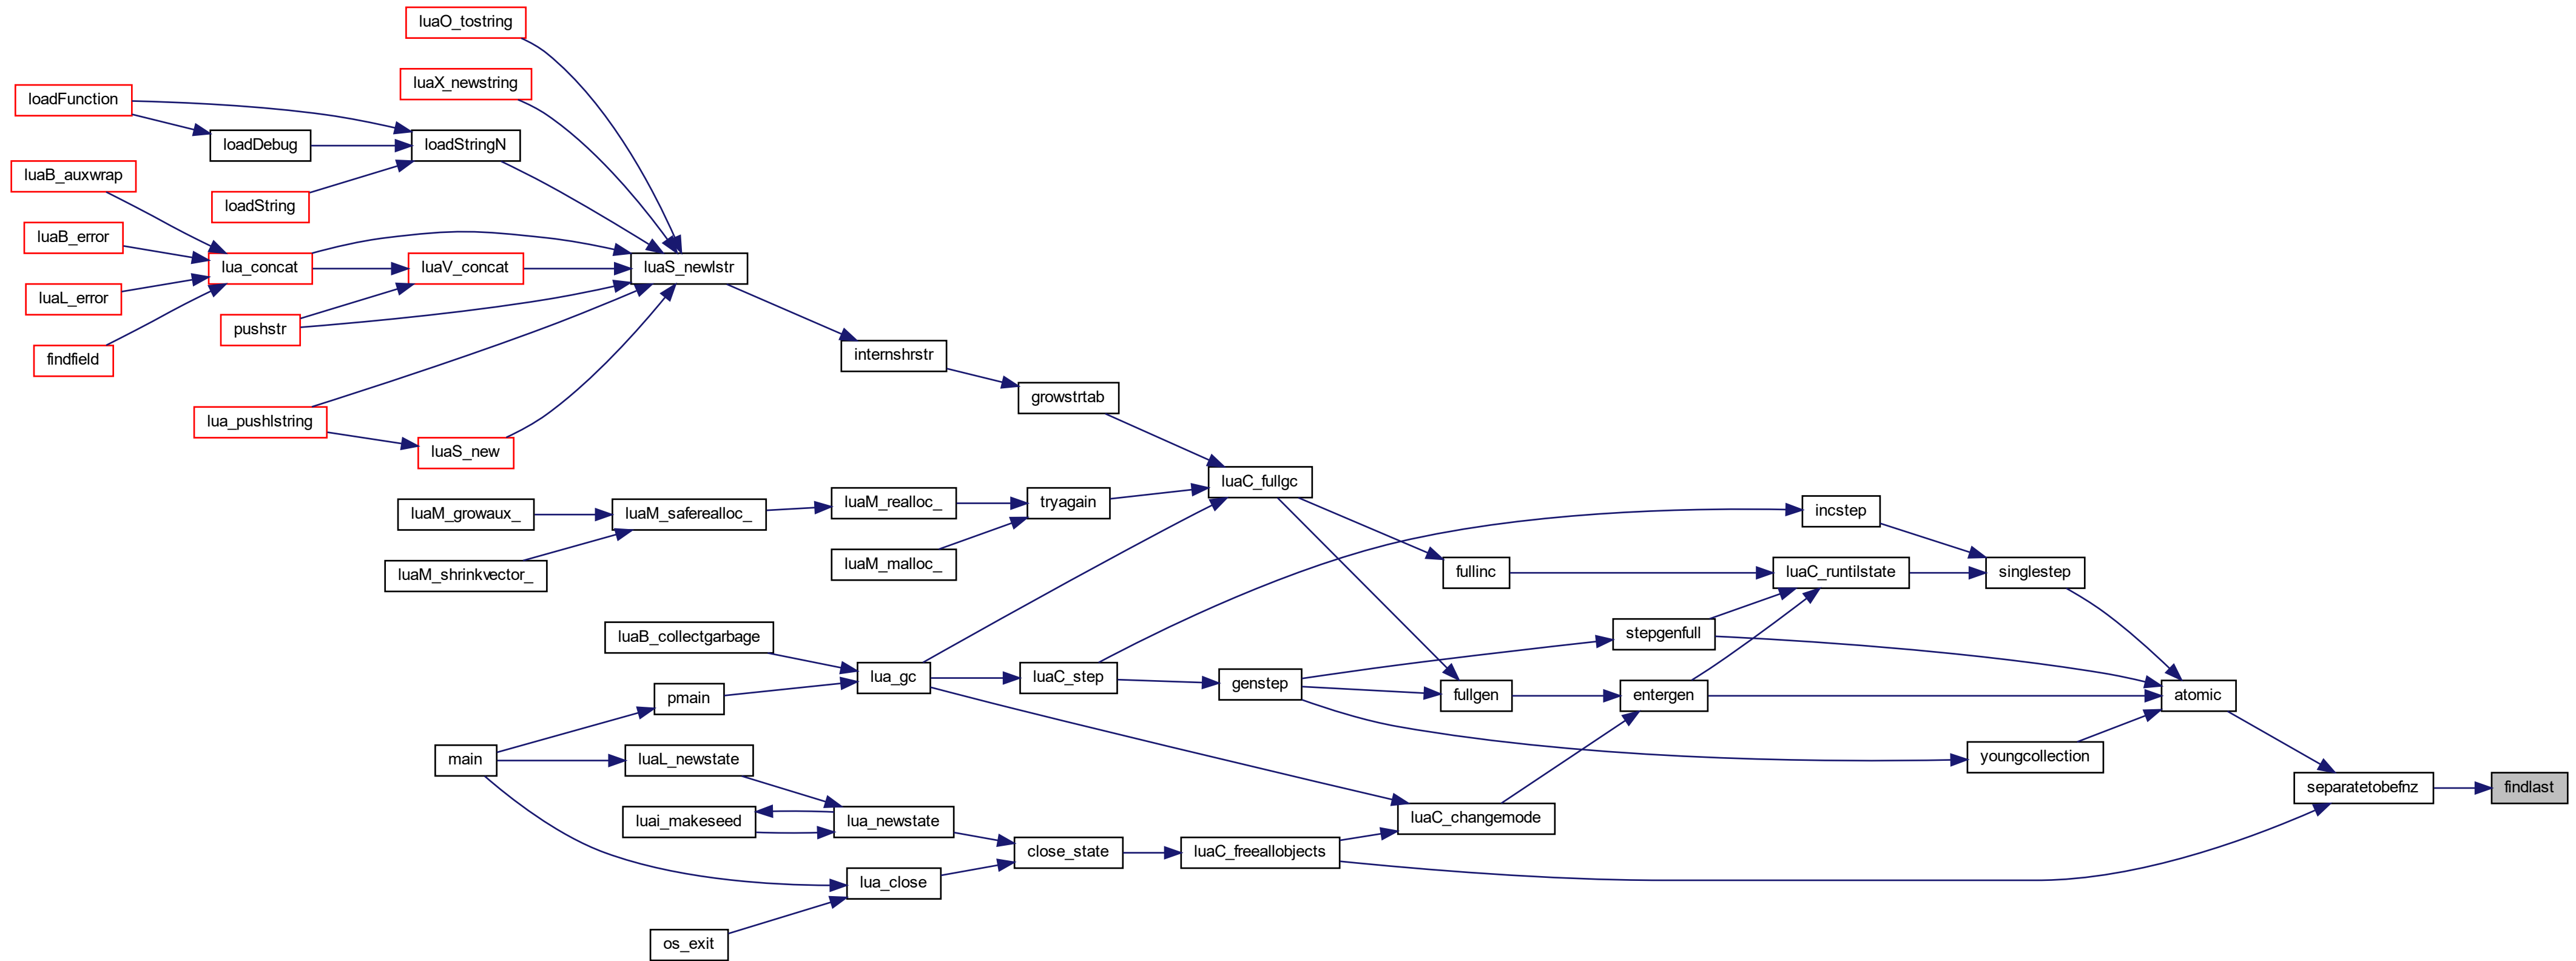 luaO_tostring
luaX_newstring
loadFunction
loadDebug
loadStringN
luaB_auxwrap
loadString
luaB_error
lua_concat
luaV_concat
luaS_newlstr
luaL_error
pushstr
findfield
internshrstr
growstrtab
lua_pushlstring
luaS_new
luaC_fullgc
luaM_growaux_
luaM_saferealloc_
luaM_realloc_
tryagain
incstep
luaM_shrinkvector_
luaM_malloc_
fullinc
luaC_runtilstate
singlestep
luaB_collectgarbage
stepgenfull
lua_gc
luaC_step
genstep
pmain
fullgen
entergen
atomic
main
luaL_newstate
youngcollection
separatetobefnz
findlast
luai_makeseed
lua_newstate
luaC_changemode
close_state
luaC_freeallobjects
lua_close
os_exit